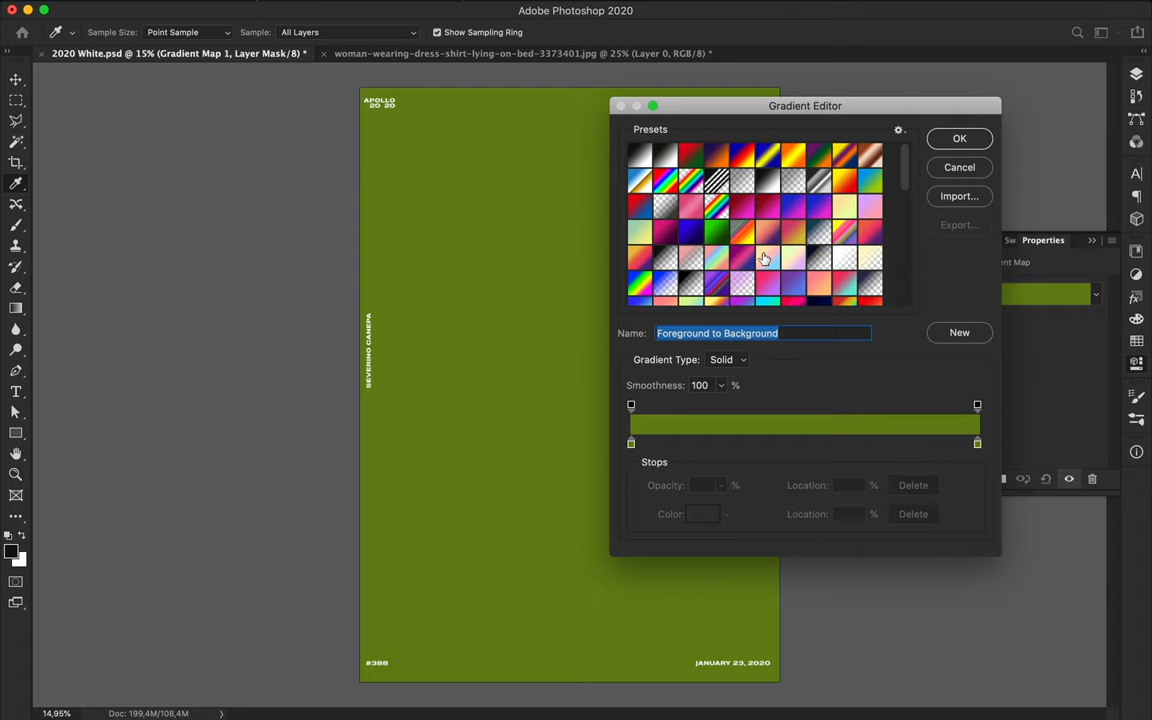 Adobe Photoshop 2020
Sample Size: Point Sample Sample: All Layers Show Sampling Ring
2020 White.psd @ 15% (Gradient Map 1, Layer Mask/8) * woman-wearing-dress-shirt-lying-on-bed-3373401.jpg @ 25% (Layer 0, RGB/8) *
APOLLO
20 20
SEVERINO CANEPA
#388
JANUARY 23, 2020
Gradient Editor
Presets
OK
Cancel
Import...
Export...
Name: Foreground to Background
New
Gradient Type: Solid
Smoothness: 100 %
Stops
Opacity: % Location: % Delete
Color: Location: % Delete
Sw Properties
nt Map
14,95% Doc: 199,4M/108,4M